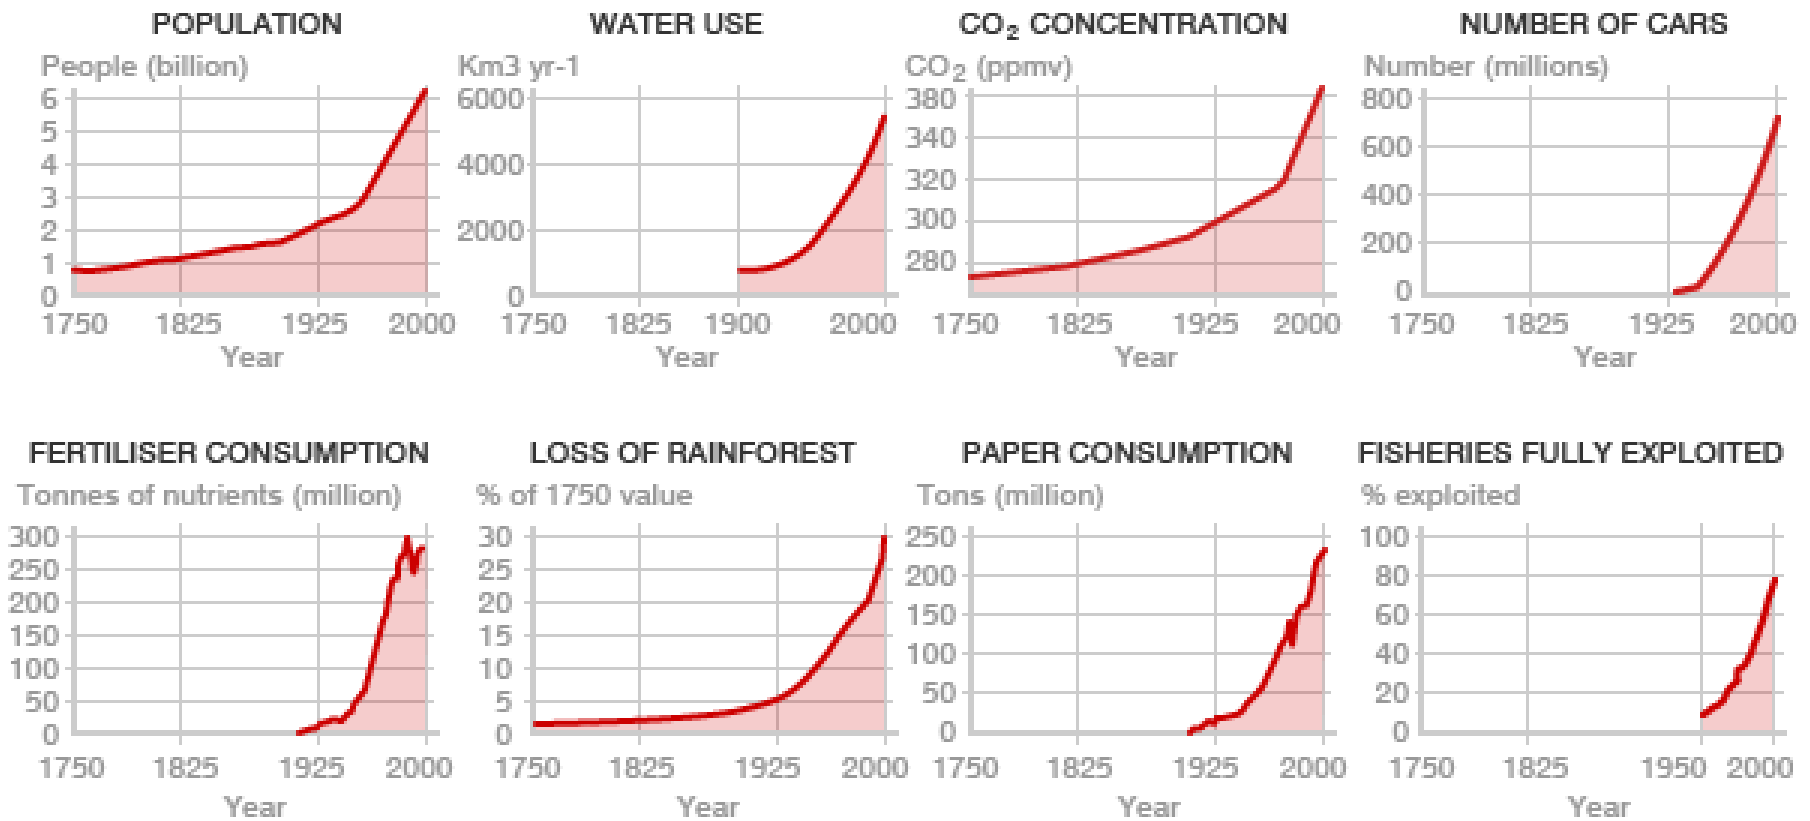 POPULATION
People (billion)
6
5
4
3
2
1
0
1750 1825 1925 2000
Year
WATER USE
Km3 yr-1
6000
4000
2000
0
1750 1825 1900 2000
Year
CO₂ CONCENTRATION
CO₂ (ppmv)
380
340
320
300
280
1750 1825 1925 2000
Year
NUMBER OF CARS
Number (millions)
800
600
400
200
0
1750 1825 1925 2000
Year
FERTILISER CONSUMPTION
Tonnes of nutrients (million)
300
250
200
150
100
50
0
1750 1825 1925 2000
Year
LOSS OF RAINFOREST
% of 1750 value
30
25
20
15
10
5
0
1750 1825 1925 2000
Year
PAPER CONSUMPTION
Tons (million)
250
200
150
100
50
0
1750 1825 1925 2000
Year
FISHERIES FULLY EXPLOITED
% exploited
100
80
60
40
20
0
1750 1825 1950 2000
Year